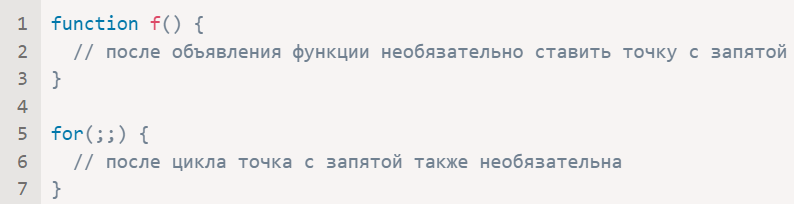 1 function f() {
2 // после объявления функции необязательно ставить точку с запятой
3 }
4
5 for(;;) {
6 // после цикла точка с запятой также необязательна
7 }